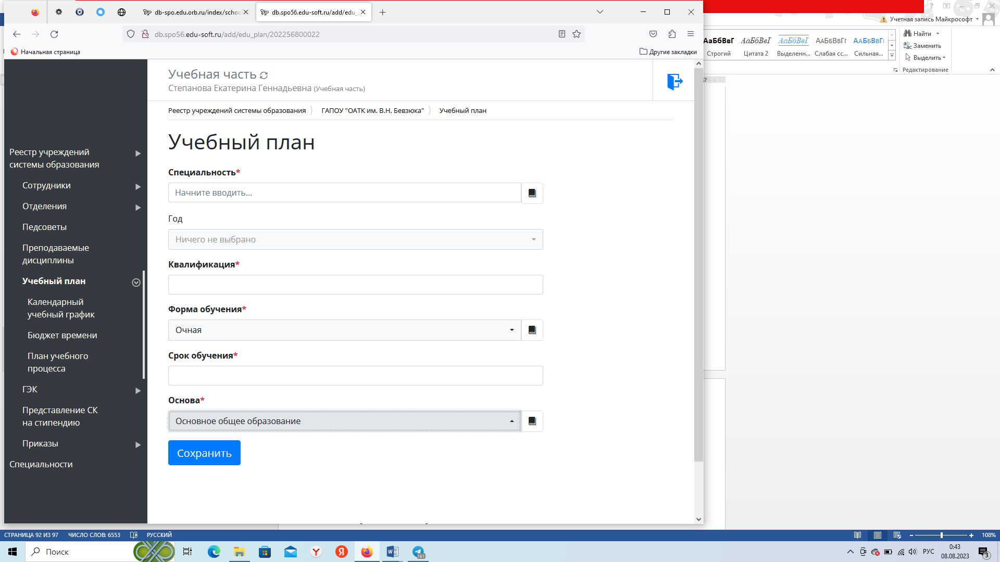 db-spo.edu.orb.ru/index/schoo
db.spo56.edu-soft.ru/add/edu_
Учетная запись Майкрософт
db.spo56.edu-soft.ru/add/edu_plan/202256800022
Начальная страница
Другие закладки
АаБбВвГ АаБбВвГ АаБбВвГ АаБбВвГг АаБбВвГг
Строгий Цитата 2 Выделенн... Слабая сс... Сильная...
Найти
Заменить
Выделить
Редактирование
Учебная часть
Степанова Екатерина Геннадьевна (Учебная часть)
Реестр учреждений системы образования
ГАПОУ "ОАТК им. В.Н. Бевзюка"
Учебный план
Реестр учреждений
системы образования
Сотрудники
Отделения
Педсоветы
Преподаваемые
дисциплины
Учебный план
Календарный
учебный график
Бюджет времени
План учебного
процесса
ГЭК
Представление СК
на стипендию
Приказы
Специальности
Учебный план
Специальность*
Начните вводить...
Год
Ничего не выбрано
Квалификация*
Форма обучения*
Очная
Срок обучения*
Основа*
Основное общее образование
Сохранить
СТРАНИЦА 92 ИЗ 97 ЧИСЛО СЛОВ: 6553 РУССКИЙ
108%
Поиск
161
РУС
0:43
08.08.2023
3